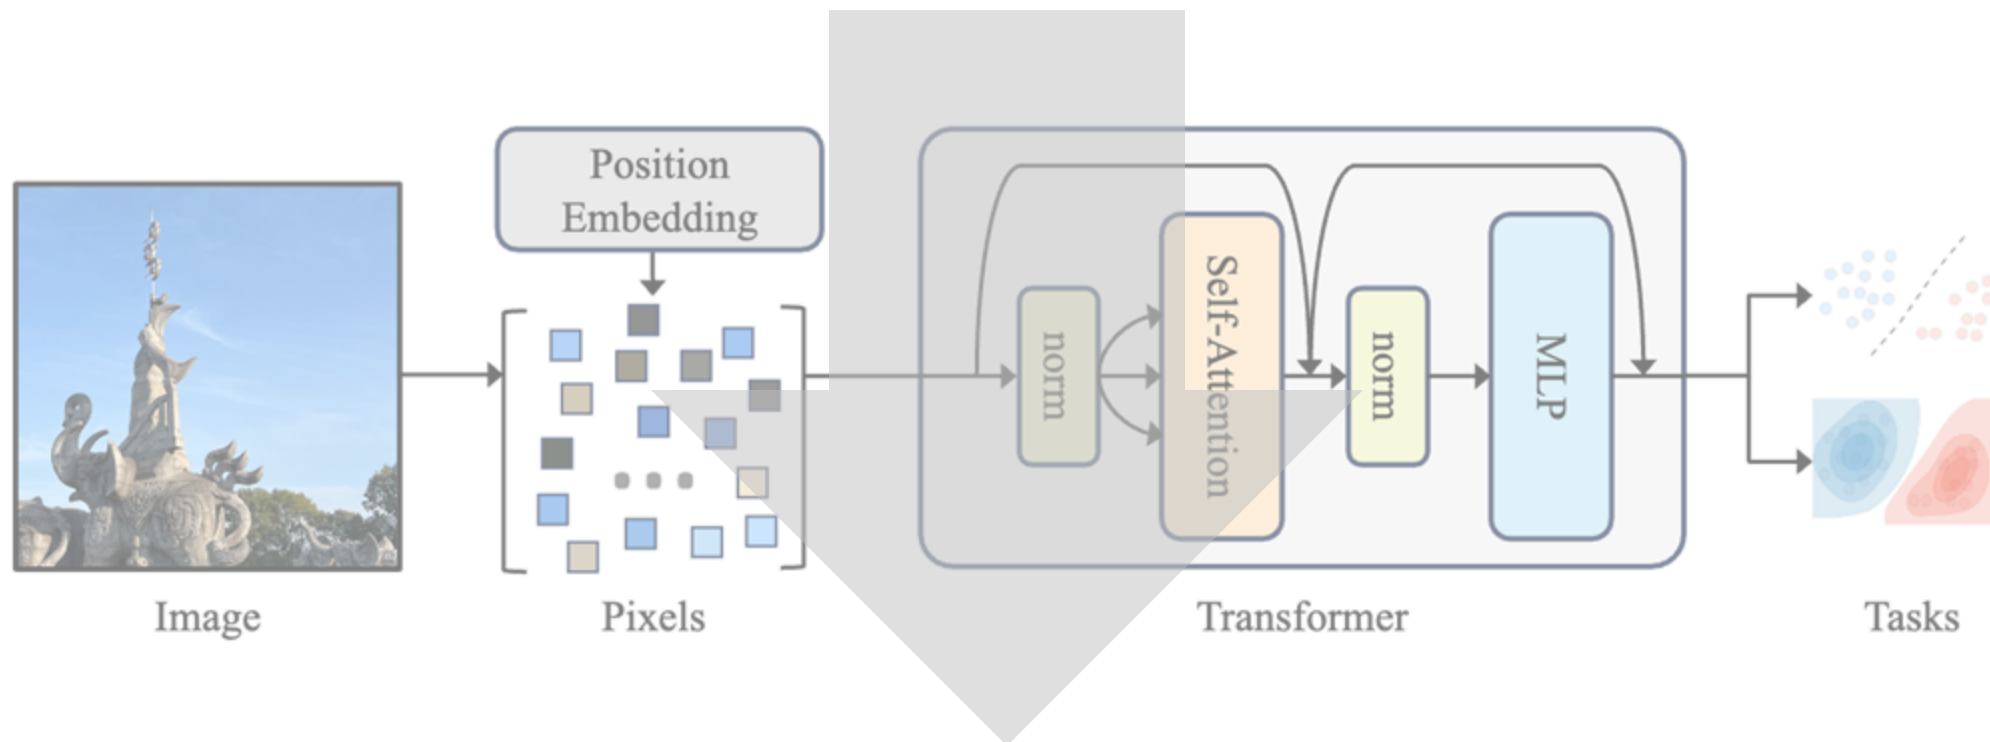 Position
Embedding
norm
Self-Attention
norm
MLP
Image
Pixels
Transformer
Tasks